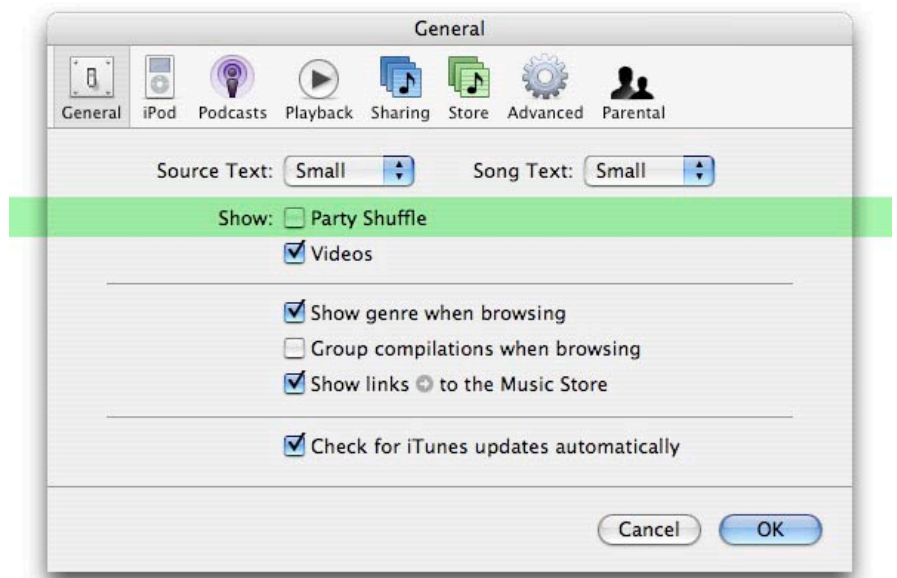 General
General iPod Podcasts Playback Sharing Store Advanced Parental
Source Text: Small Song Text: Small
Show: Party Shuffle
Videos
Show genre when browsing
Group compilations when browsing
Show links to the Music Store
Check for iTunes updates automatically
Cancel OK